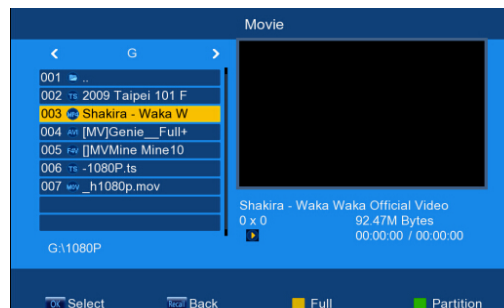 Movie
< G >
001 ..
002 TS 2009 Taipei 101 F
003 MP4 Shakira - Waka W
004 AVI [MV]Genie__Full+
005 F4V []MVMine Mine10
006 TS -1080P.ts
007 MOV _h1080p.mov
Shakira - Waka Waka Official Video
0 x 0 92.47M Bytes
00:00:00 / 00:00:00
G:\1080P
OK Select Recall Back Full Partition